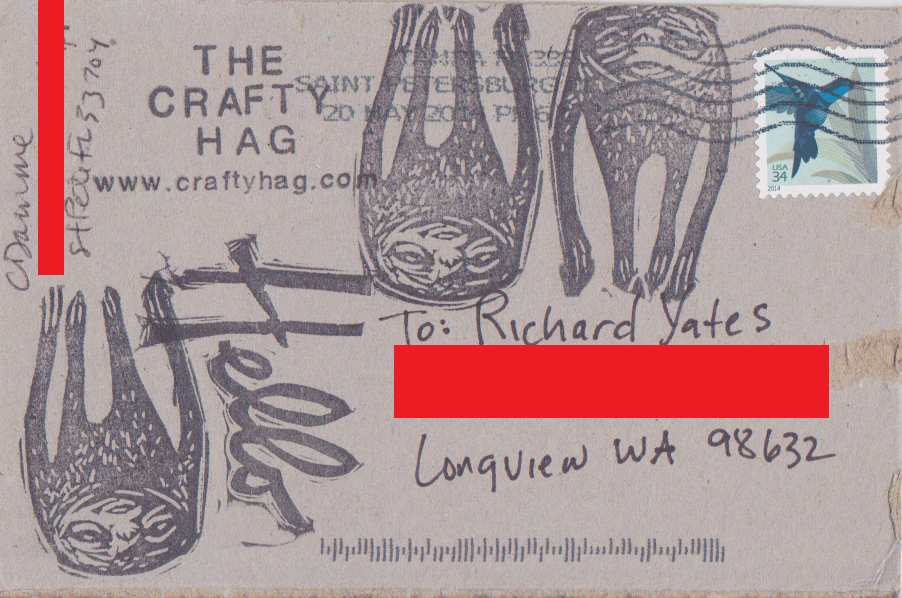 THE
CRAFTY
HAG
www.craftyhag.com
SAINT PETERSBURG
20 MAY
33704
Hello
USA
34
2014
To: Richard Yates
Longview WA 98632